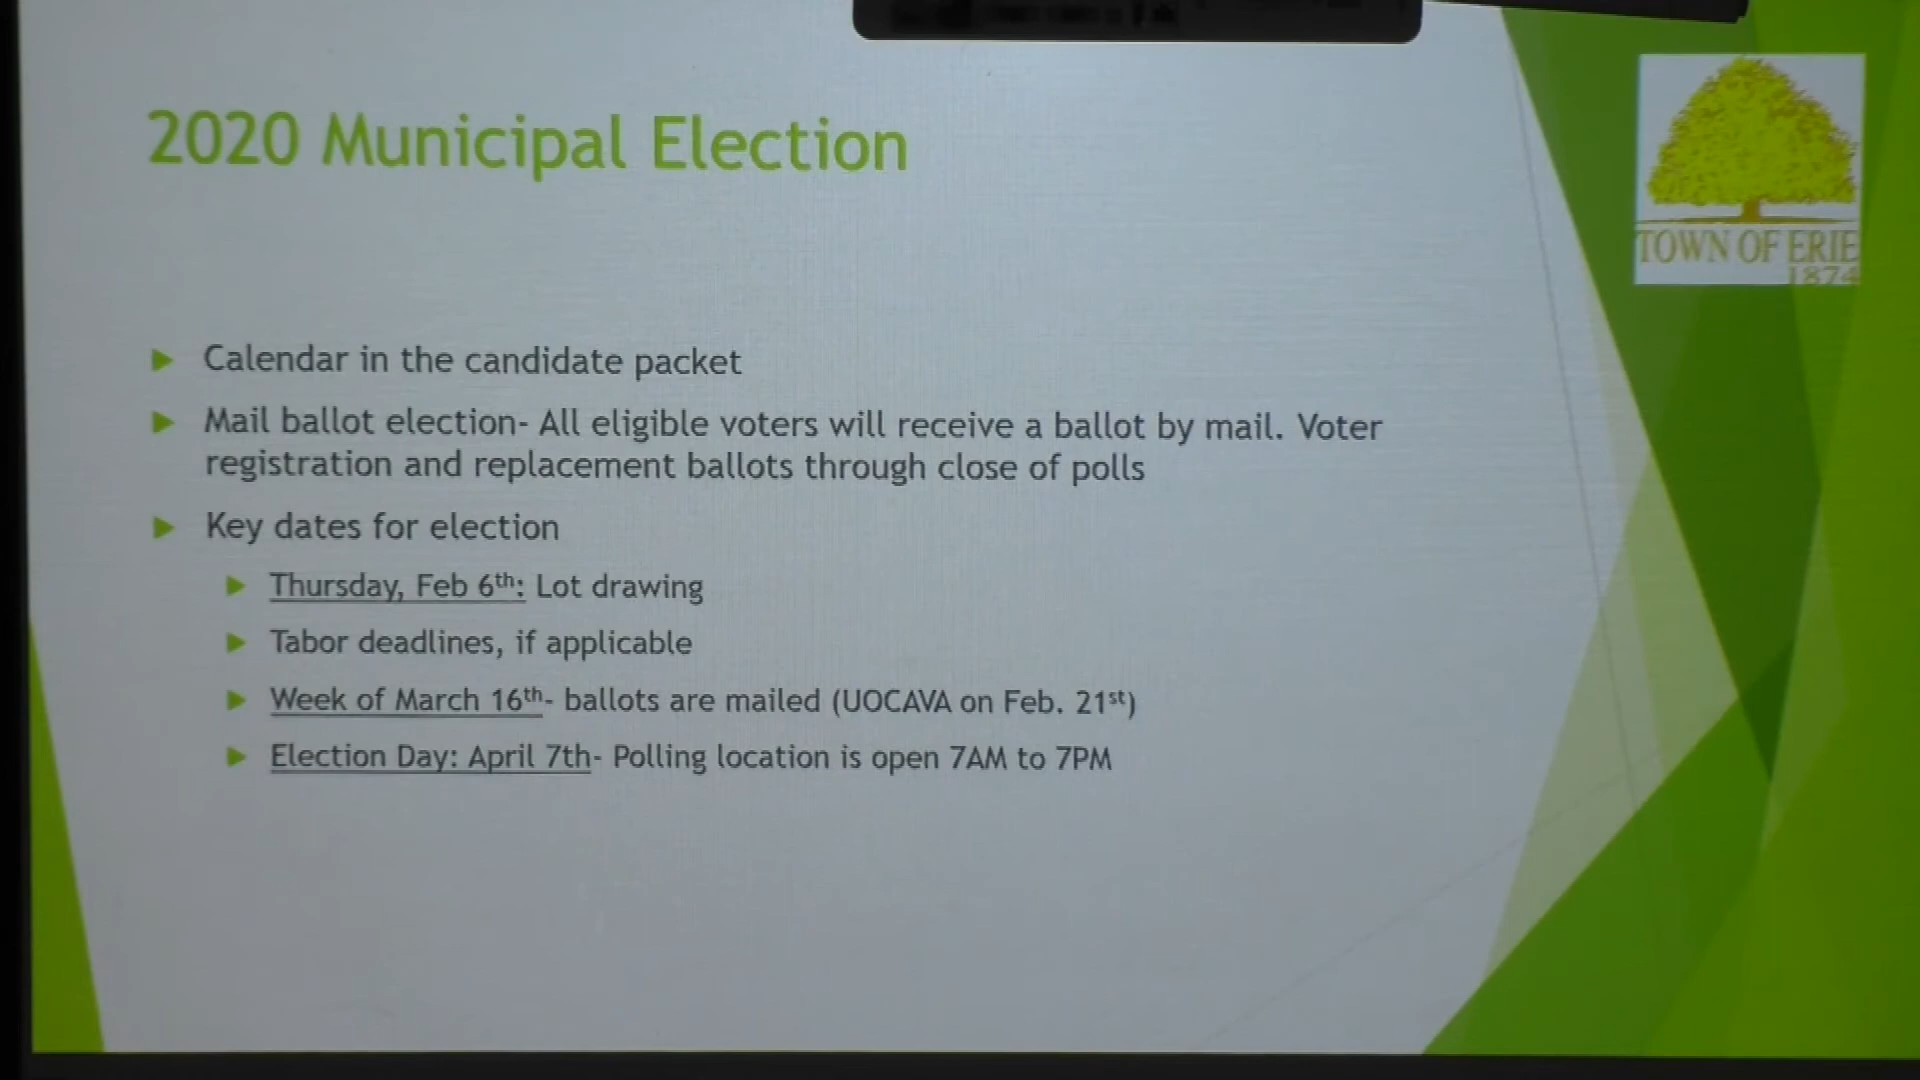 2020 Municipal Election
TOWN OF ERIE
1874
Calendar in the candidate packet
Mail ballot election- All eligible voters will receive a ballot by mail. Voter
registration and replacement ballots through close of polls
Key dates for election
Thursday, Feb 6th: Lot drawing
Tabor deadlines, if applicable
Week of March 16th- ballots are mailed (UOCAVA on Feb. 21st)
Election Day: April 7th- Polling location is open 7AM to 7PM